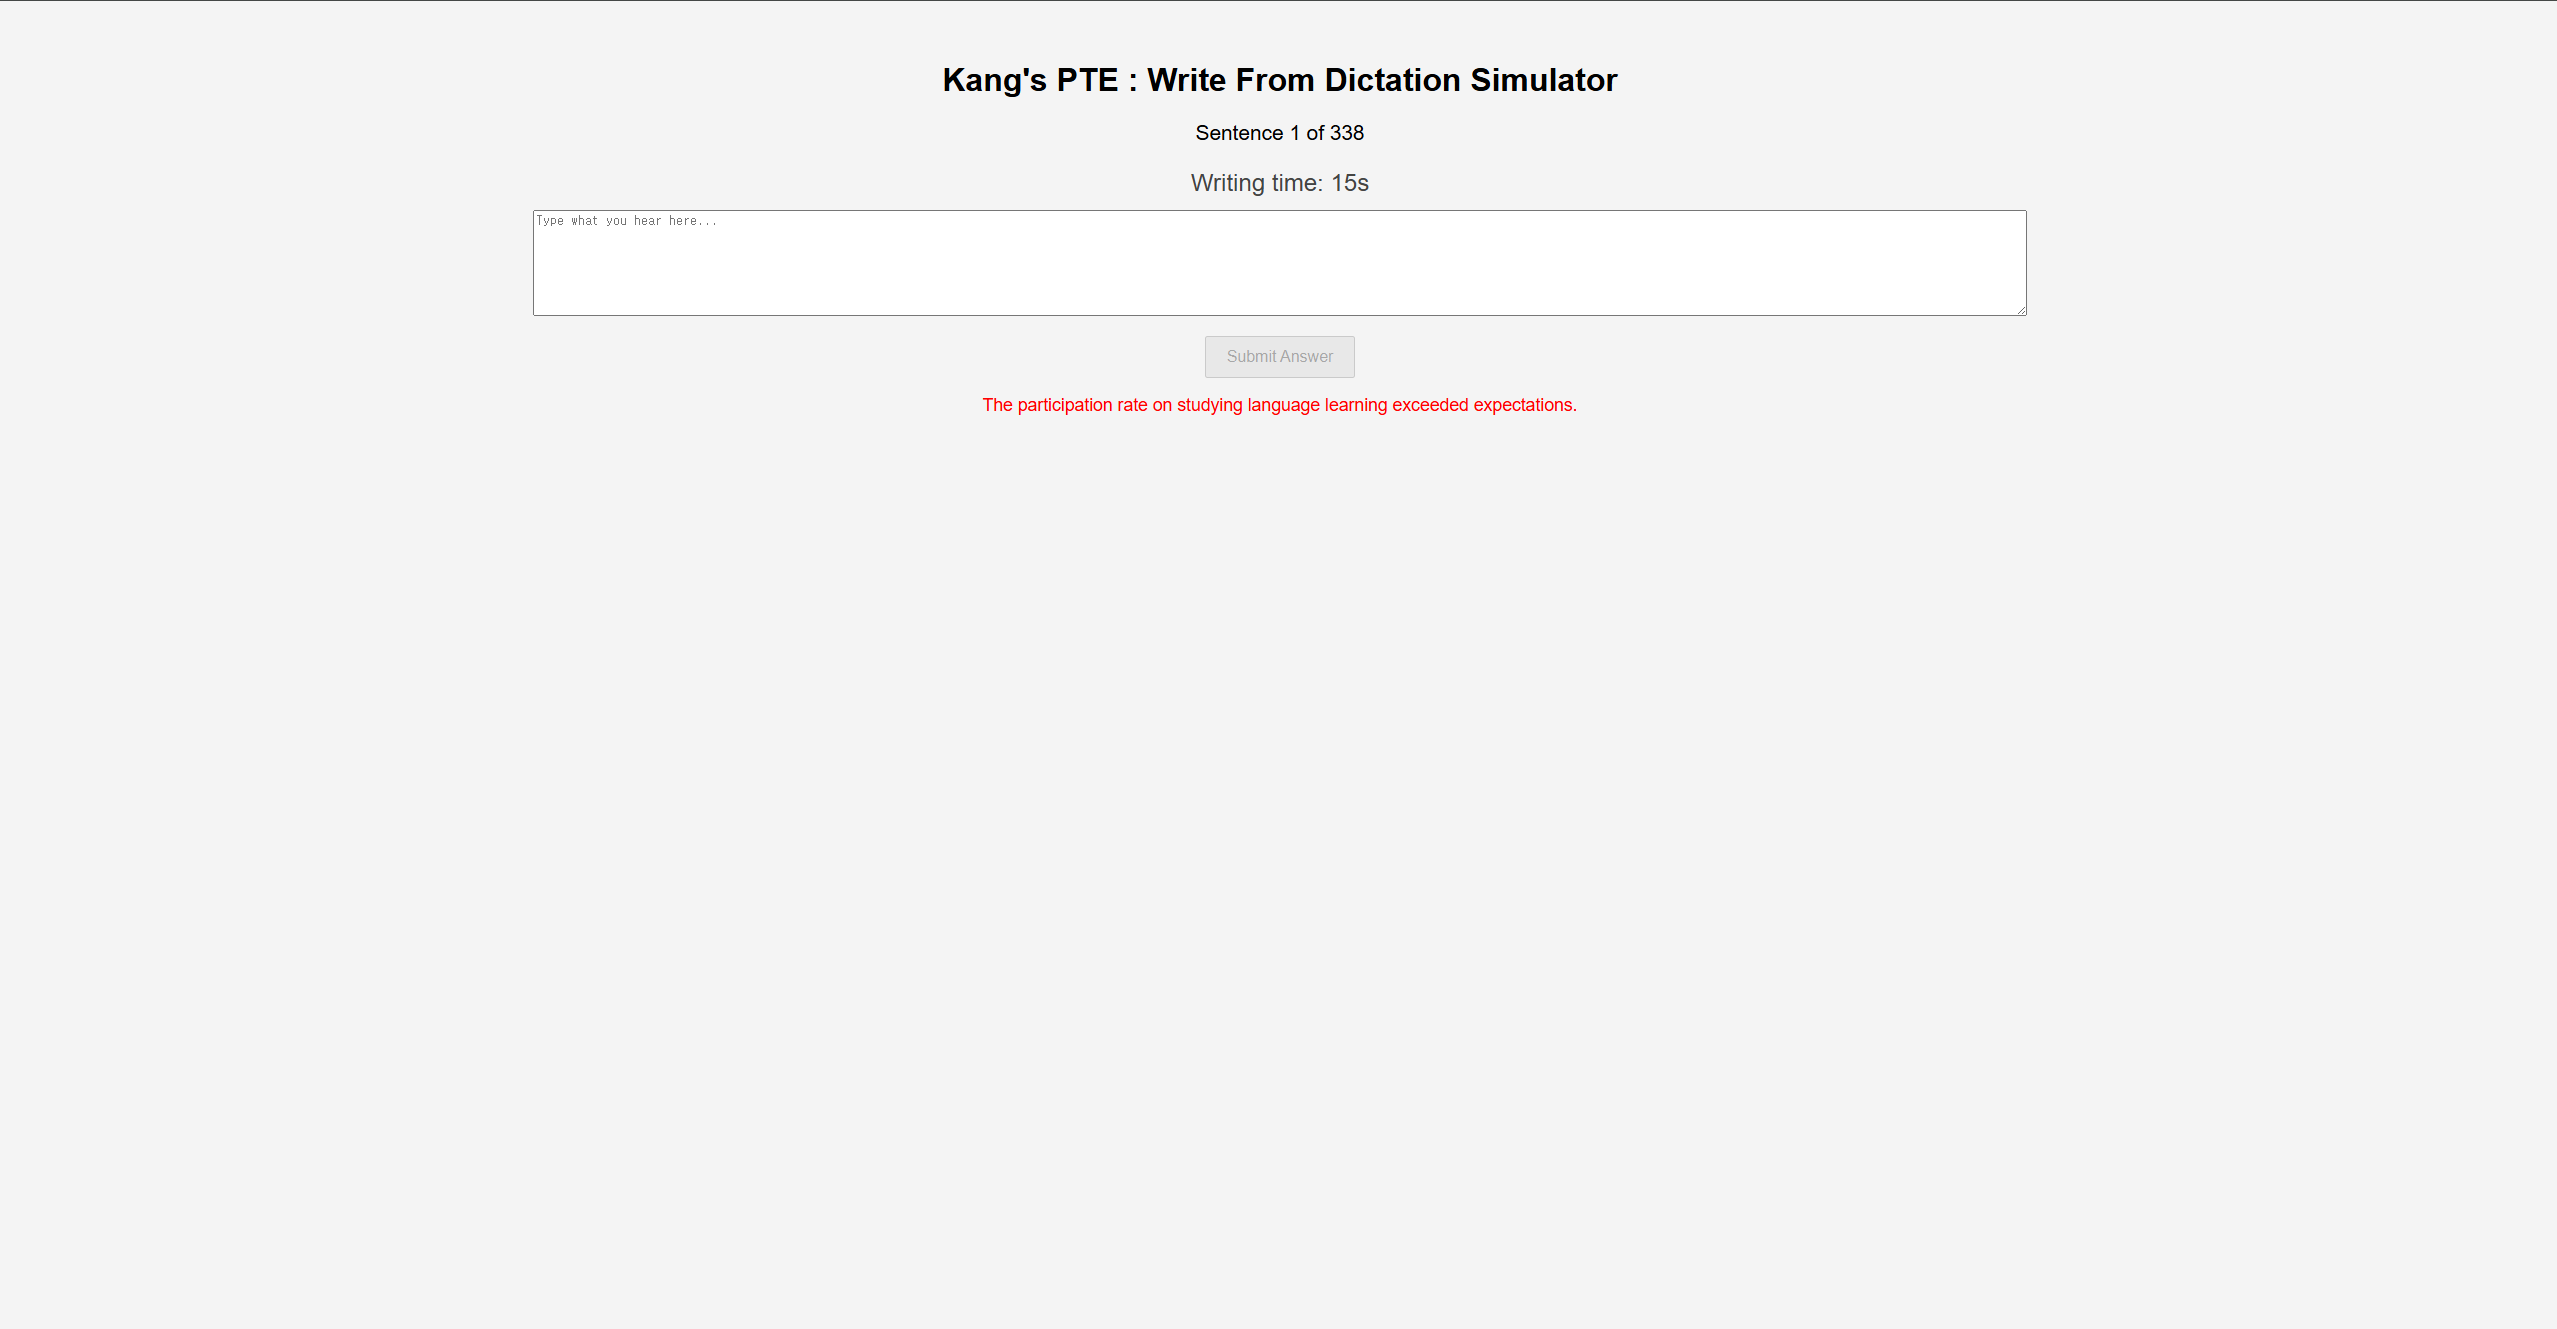 Kang's PTE : Write From Dictation Simulator
Sentence 1 of 338
Writing time: 15s
Type what you hear here...
Submit Answer
The participation rate on studying language learning exceeded expectations.